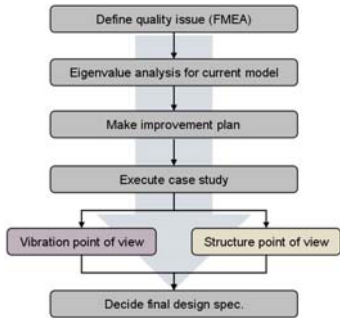 Define quality issue (FMEA)
Eigenvalue analysis for current model
Make improvement plan
Execute case study
Vibration point of view
Structure point of view
Decide final design spec.